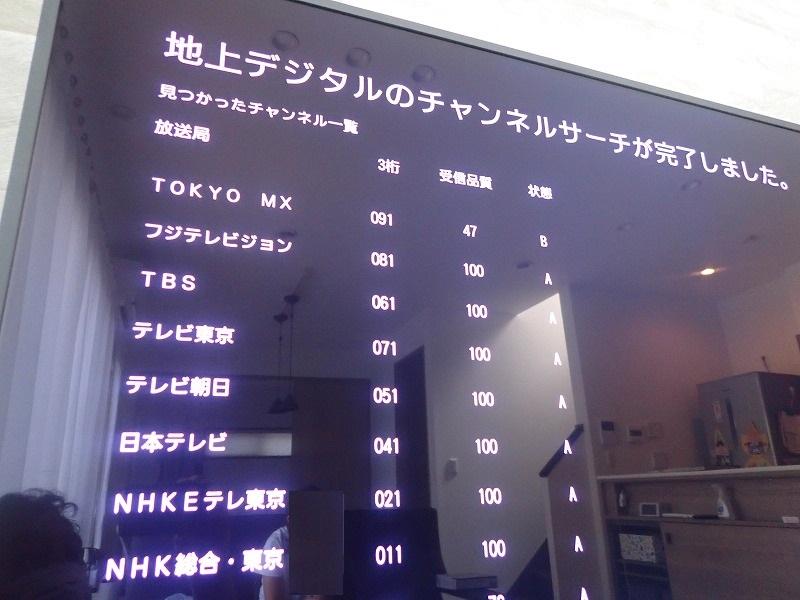 地上デジタルのチャンネルサーチが完了しました。
見つかったチャンネル一覧
放送局 3桁 受信品質 状態
TOKYO MX 091 47 B
フジテレビジョン 081 100 A
TBS 061 100 A
テレビ東京 071 100 A
テレビ朝日 051 100 A
日本テレビ 041 100 A
NHKEテレ東京 021 100 A
NHK総合・東京 011 100 A